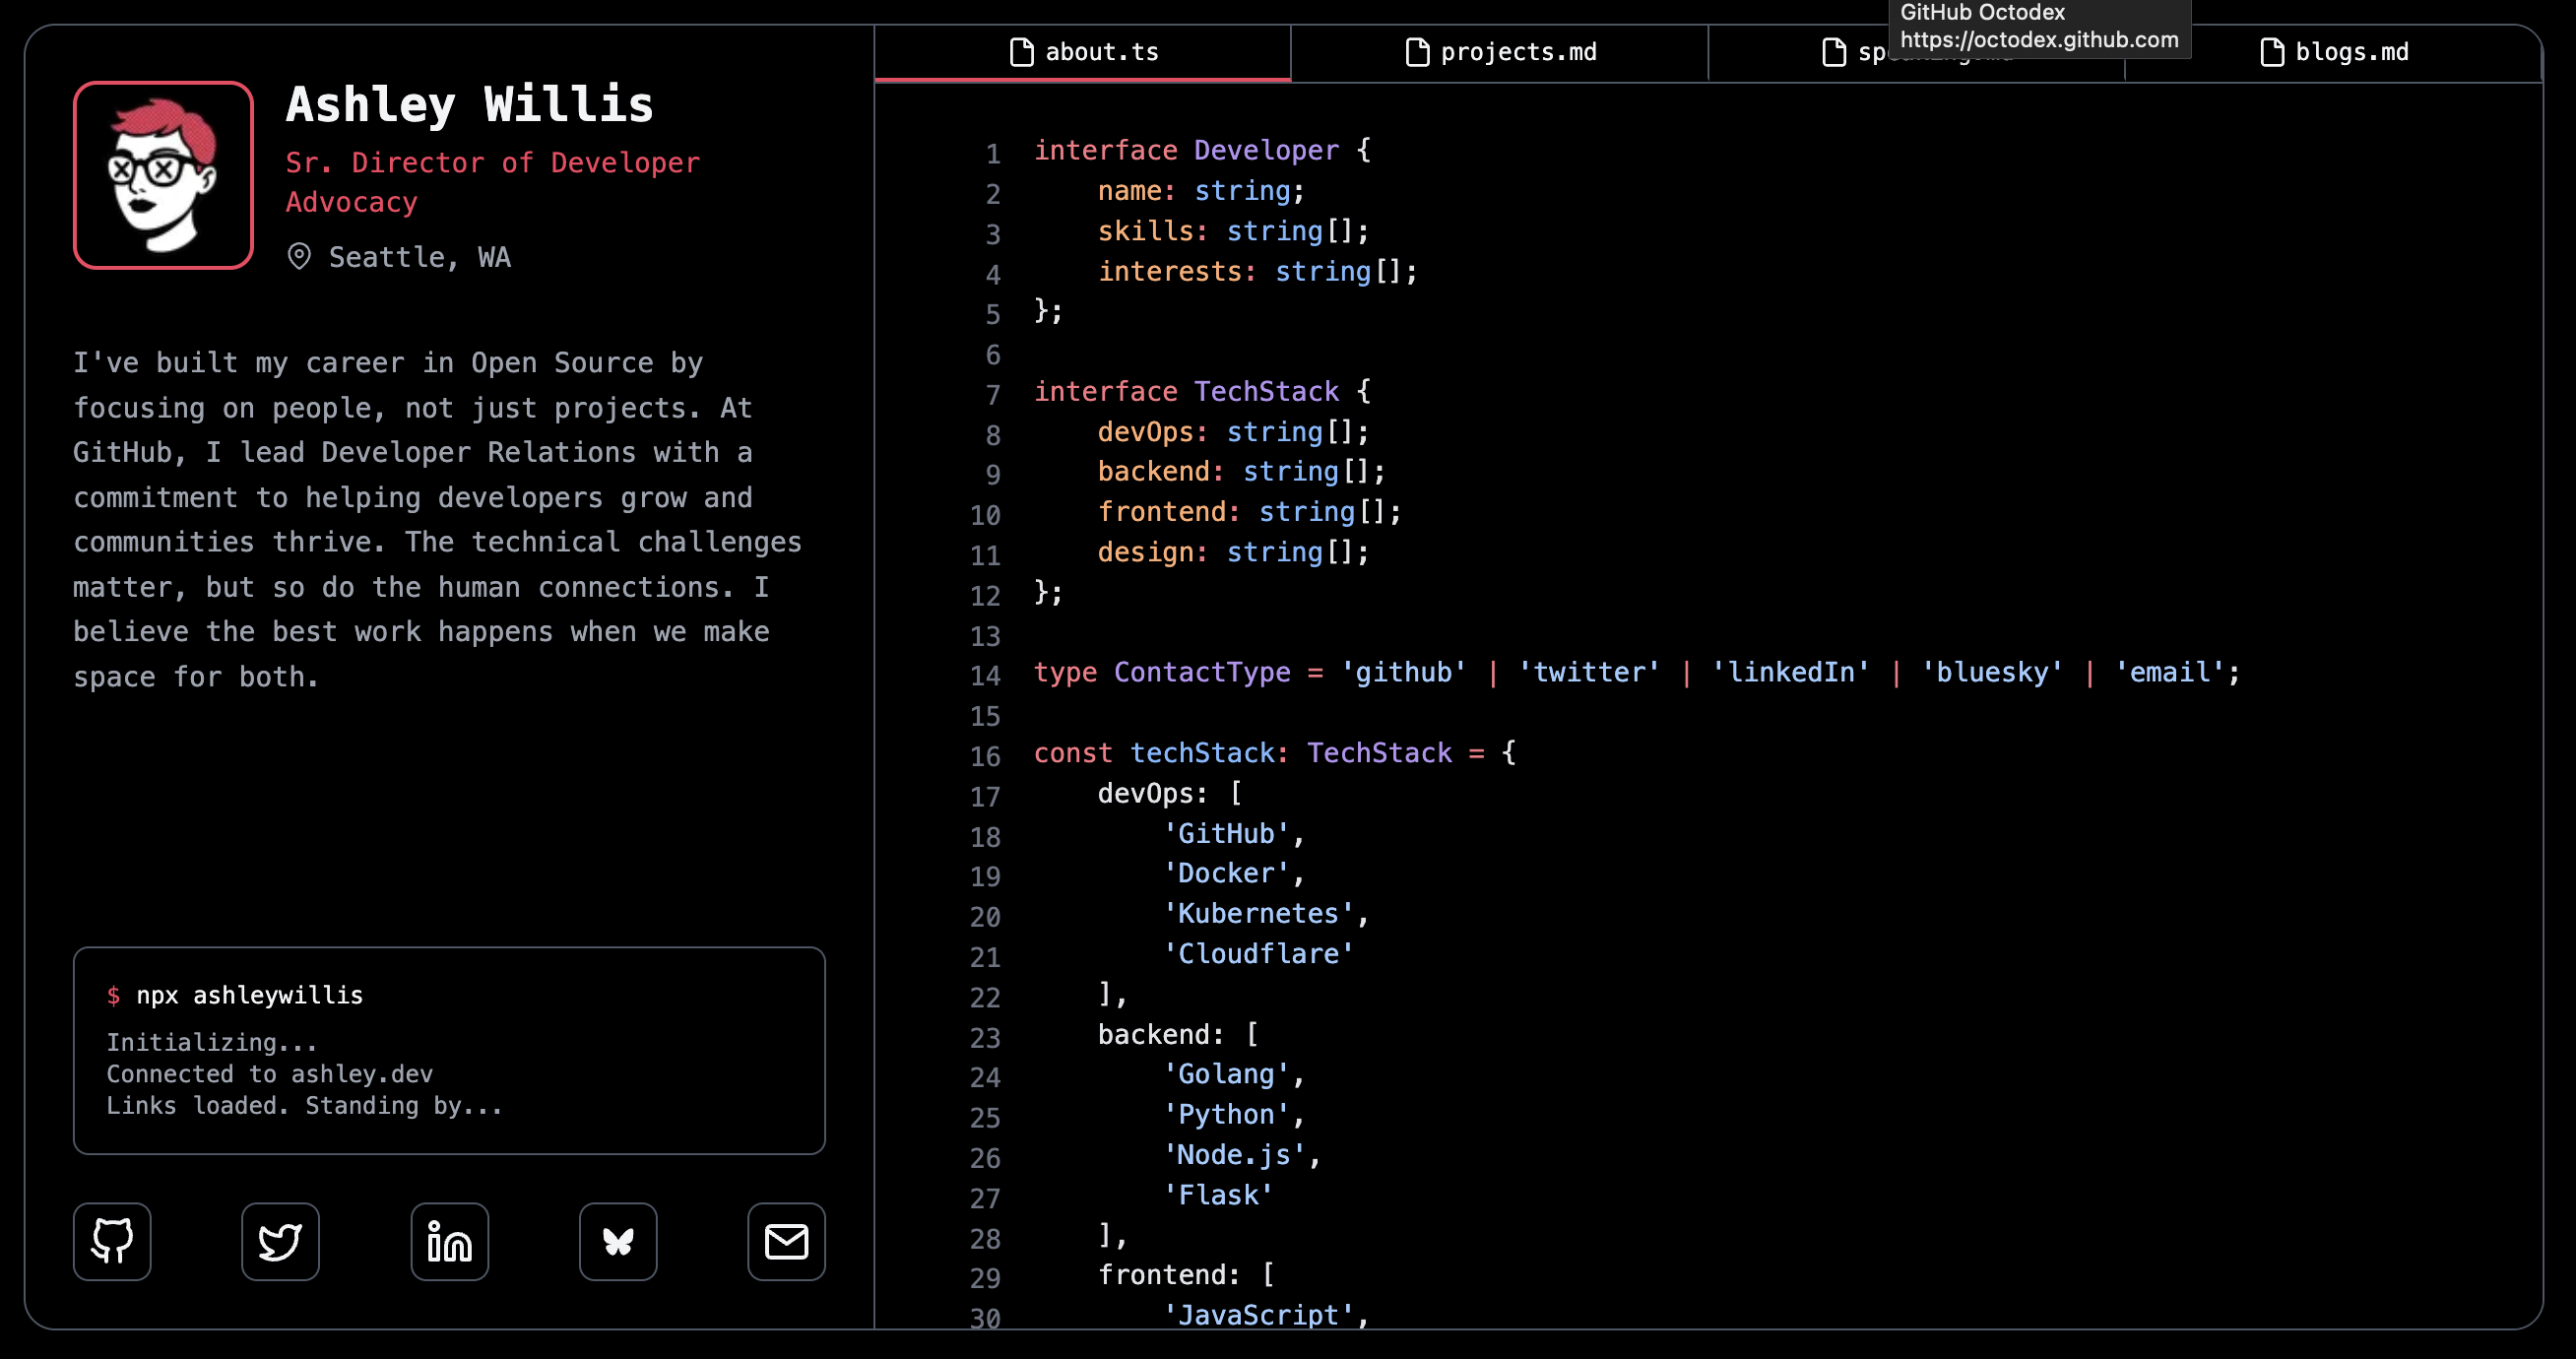 GitHub Octodex
https://octodex.github.com
about.ts
projects.md
blogs.md
Ashley Willis
Sr. Director of Developer
Advocacy
Seattle, WA
I've built my career in Open Source by
focusing on people, not just projects. At
GitHub, I lead Developer Relations with a
commitment to helping developers grow and
communities thrive. The technical challenges
matter, but so do the human connections. I
believe the best work happens when we make
space for both.
$ npx ashleywillis
Initializing...
Connected to ashley.dev
Links loaded. Standing by...
in
1 interface Developer {
2 name: string;
3 skills: string[];
4 interests: string[];
5 };
6
7 interface TechStack {
8 devOps: string[];
9 backend: string[];
10 frontend: string[];
11 design: string[];
12 };
13
14 type ContactType = 'github' | 'twitter' | 'linkedIn' | 'bluesky' | 'email';
15
16 const techStack: TechStack = {
17 devOps: [
18 'GitHub',
19 'Docker',
20 'Kubernetes',
21 'Cloudflare'
22 ],
23 backend: [
24 'Golang',
25 'Python',
26 'Node.js',
27 'Flask'
28 ],
29 frontend: [
30 'JavaScript',